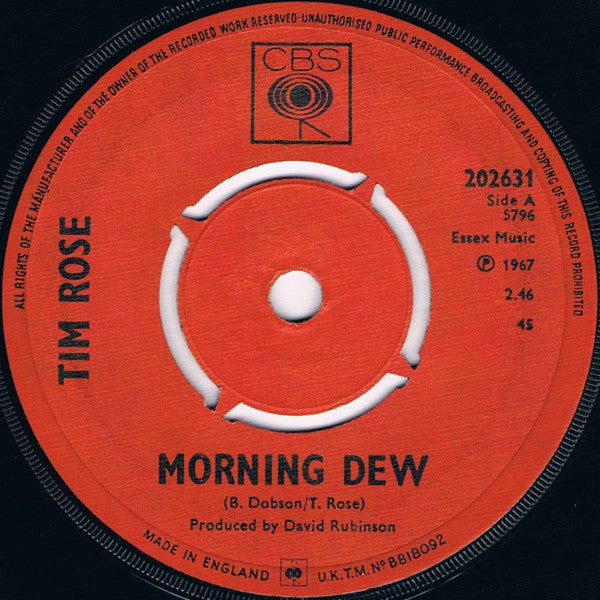 ALL RIGHTS OF THE MANUFACTURER AND OF THE OWNER OF THE RECORDED WORK RESERVED·UNAUTHORISED PUBLIC PERFORMANCE BROADCASTING AND COPYING OF THIS RECORD PROHIBITED
CBS
202631
Side A
5796
Essex Music
Ⓟ 1967
2.46
45
TIM ROSE
MORNING DEW
(B. Dobson/T. Rose)
Produced by David Rubinson
MADE IN ENGLAND
U.K.T.M. Nº B818092